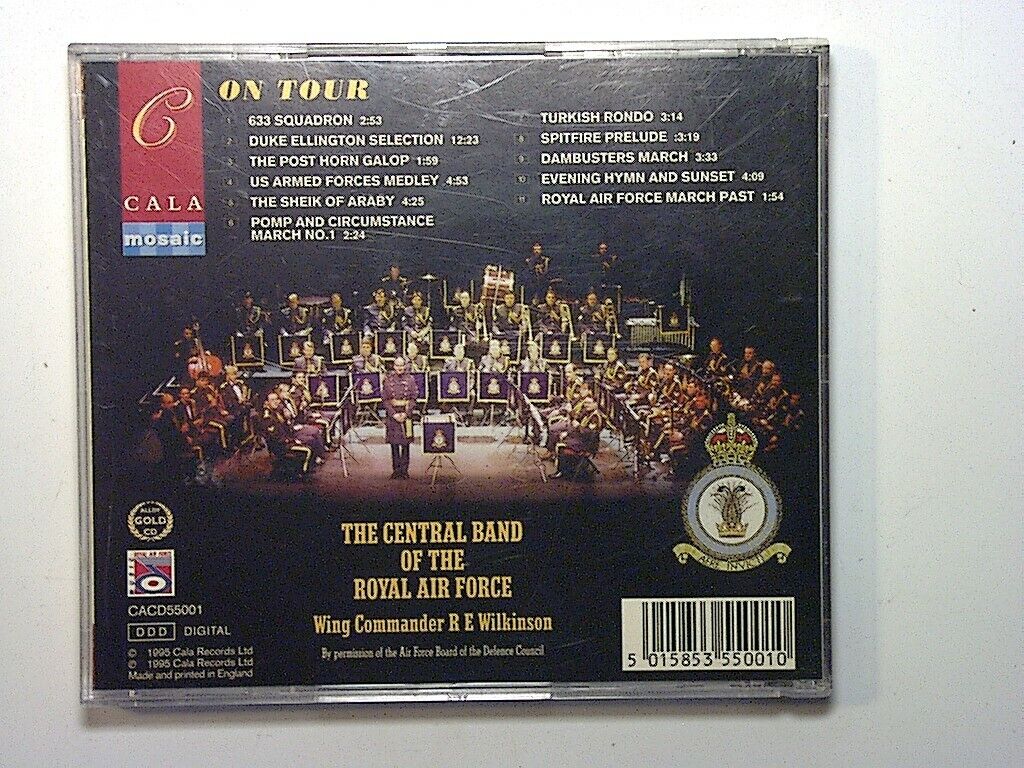 C
CALA
mosaic
ON TOUR
1 633 SQUADRON 2:53
2 DUKE ELLINGTON SELECTION 12:23
3 THE POST HORN GALOP 1:59
4 US ARMED FORCES MEDLEY 4:53
5 THE SHEIK OF ARABY 4:25
6 POMP AND CIRCUMSTANCE
MARCH NO.1 2:24
7 TURKISH RONDO 3:14
8 SPITFIRE PRELUDE :3:19
9 DAMBUSTERS MARCH 3:33
10 EVENING HYMN AND SUNSET 4:09
11 ROYAL AIR FORCE MARCH PAST 1:54
GOLD
CD
ROYAL AIR FORCE
CACD55001
DDD DIGITAL
© 1995 Cala Records Ltd
℗ 1995 Cala Records Ltd
Made and printed in England
THE CENTRAL BAND
OF THE
ROYAL AIR FORCE
Wing Commander R E Wilkinson
By permission of the Air Force Board of the Defence Council
5 015853 550010